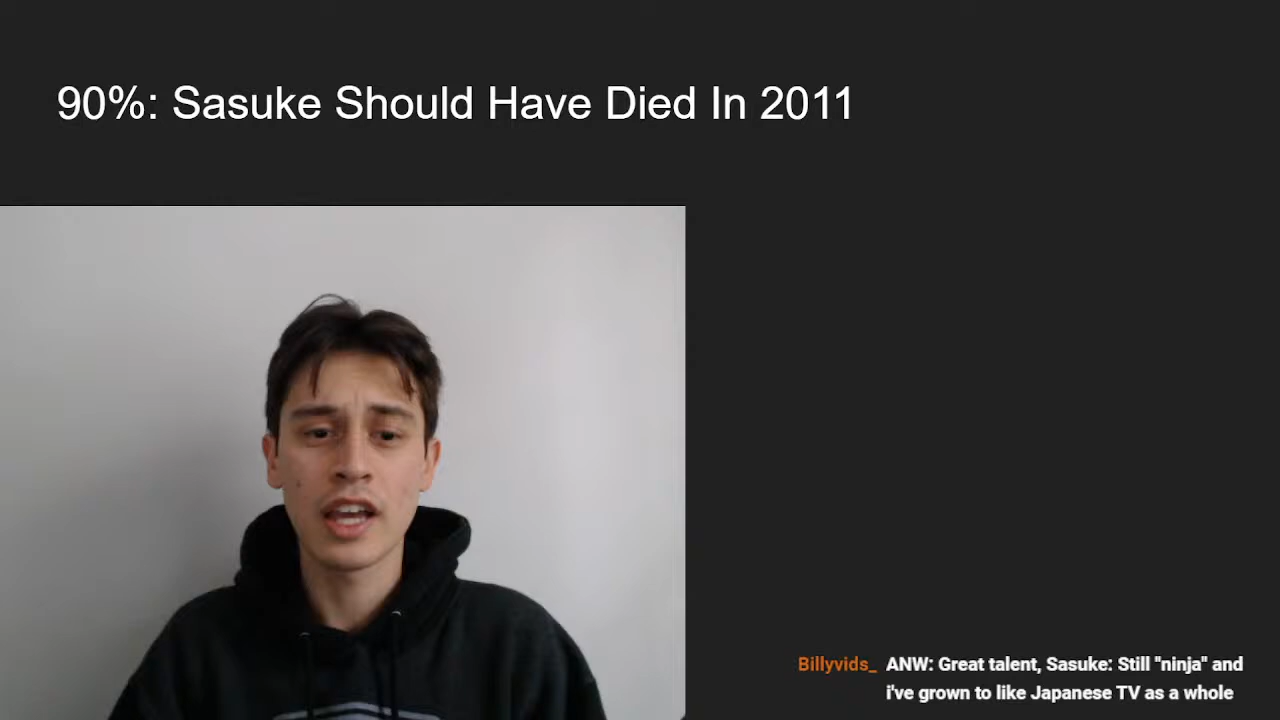 90%: Sasuke Should Have Died In 2011
Billyvids_ ANW: Great talent, Sasuke: Still "ninja" and
i've grown to like Japanese TV as a whole